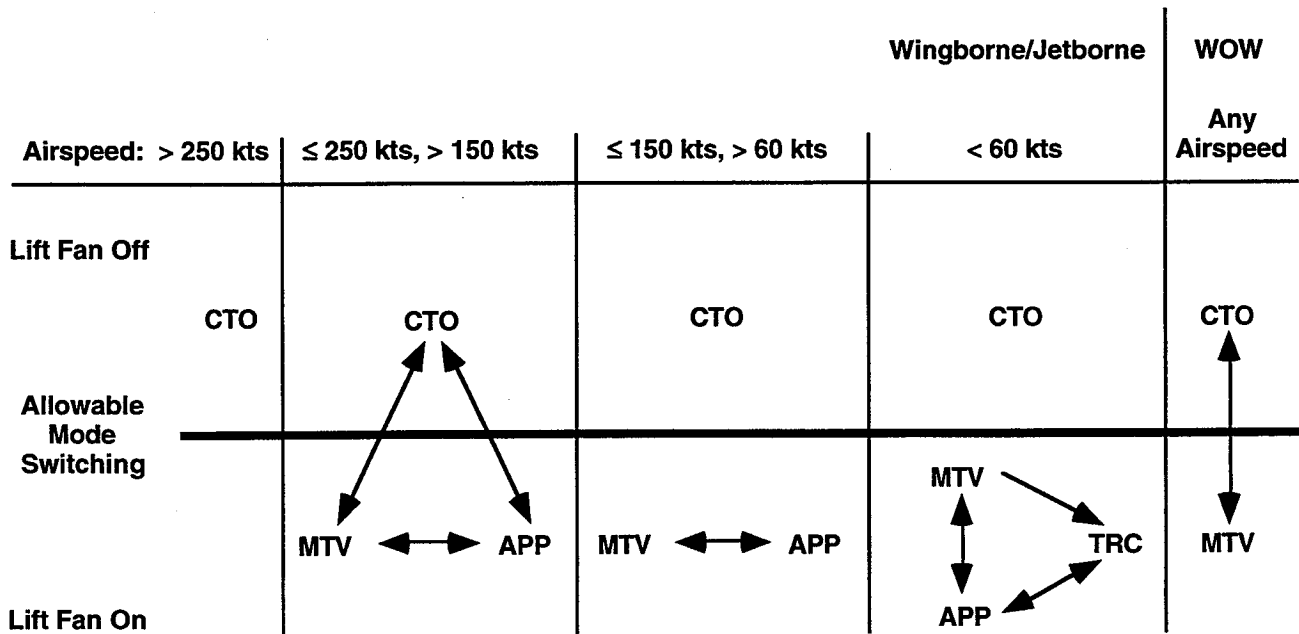 Wingborne/Jetborne WOW
Any
Airspeed: > 250 kts ≤ 250 kts, > 150 kts ≤ 150 kts, > 60 kts < 60 kts Airspeed
Lift Fan Off
CTO CTO CTO CTO CTO
Allowable
Mode
Switching
MTV
MTV APP MTV APP TRC MTV
APP
Lift Fan On